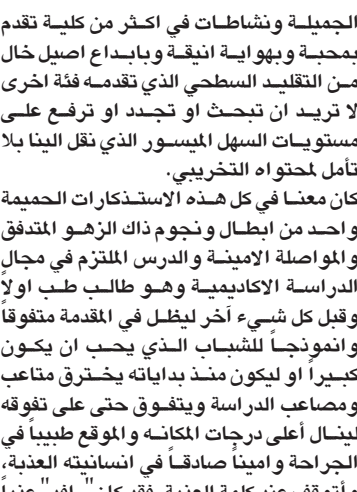 الجميلة ونشاطات في اكثر من كلية تقدم
بمحبة وبهواية انيقة وبابداع اصيل خال
من التقليد السطحي الذي تقدمه فئة اخرى
لا تريد ان تبحث او تجدد او ترفع على
مستويات السهل الميسور الذي نقل الينا بلا
تأمل لمحتواه التخريبي.
كان معنا في كل هذه الاستذكارات الحميمة
واحد من ابطال ونجوم ذاك الزهو المتدفق
والمواصلة الامينة والدرس الملتزم في مجال
الدراسة الاكاديمية وهو طالب طب اولاً
وقبل كل شيء آخر ليظل في المقدمة متفوقاً
وانموذجاً للشباب الذي يحب ان يكون
كبيراً او ليكون منذ بداياته يخترق متاعب
ومصاعب الدراسة ويتفوق حتى على تفوقه
لينال أعلى درجات المكانه والموقع طبيباً في
الجراحة واميناً صادقاً في انسانيته العذبة،